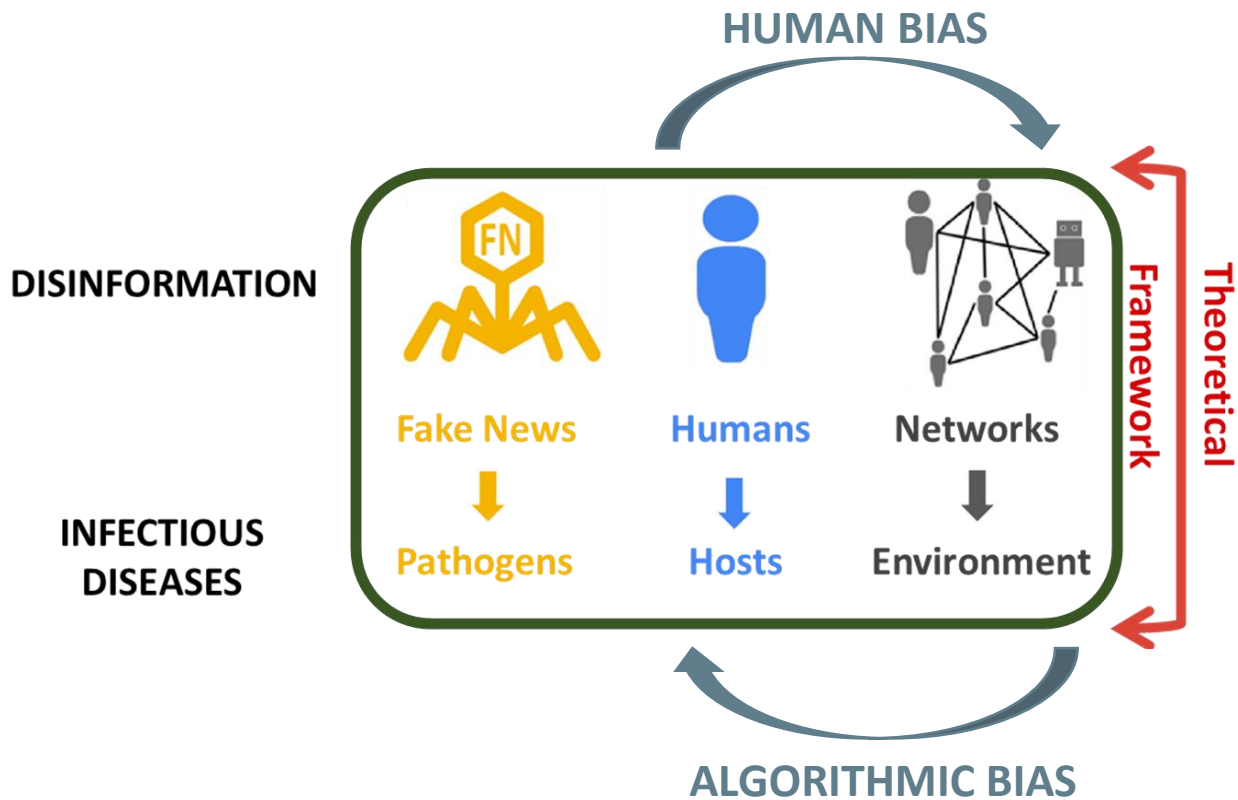 HUMAN BIAS
DISINFORMATION
FN
Fake News
Humans
Networks
INFECTIOUS
DISEASES
Pathogens
Hosts
Environment
Theoretical
Framework
ALGORITHMIC BIAS